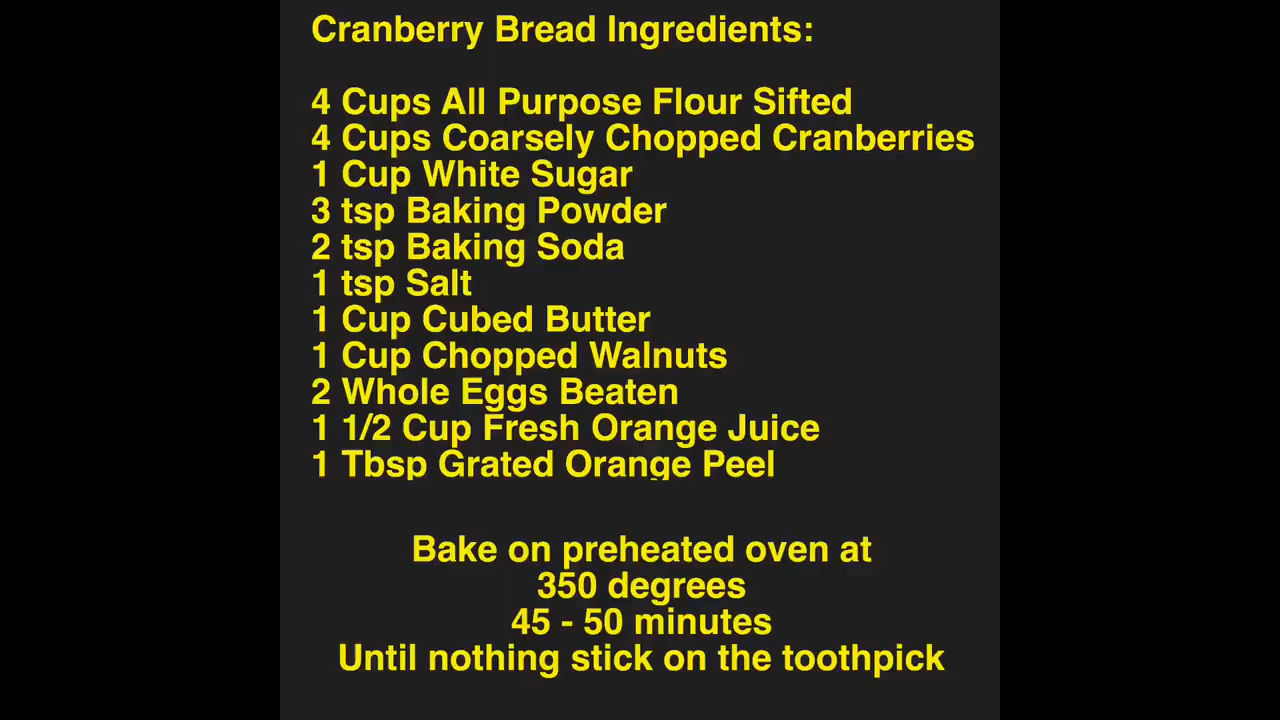 Cranberry Bread Ingredients:
4 Cups All Purpose Flour Sifted
4 Cups Coarsely Chopped Cranberries
1 Cup White Sugar
3 tsp Baking Powder
2 tsp Baking Soda
1 tsp Salt
1 Cup Cubed Butter
1 Cup Chopped Walnuts
2 Whole Eggs Beaten
1 1/2 Cup Fresh Orange Juice
1 Tbsp Grated Orange Peel
Bake on preheated oven at
350 degrees
45 - 50 minutes
Until nothing stick on the toothpick